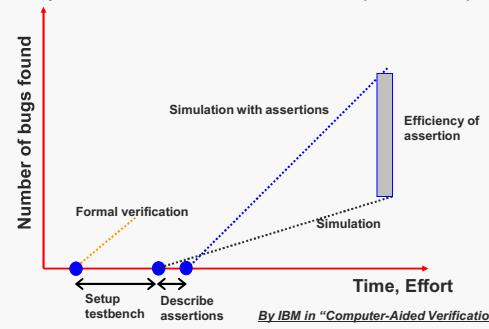 Number of bugs found
Simulation with assertions
Efficiency of
assertion
Formal verification
Simulation
Time, Effort
Setup
testbench
Describe
assertions
By IBM in "Computer-Aided Verificatio